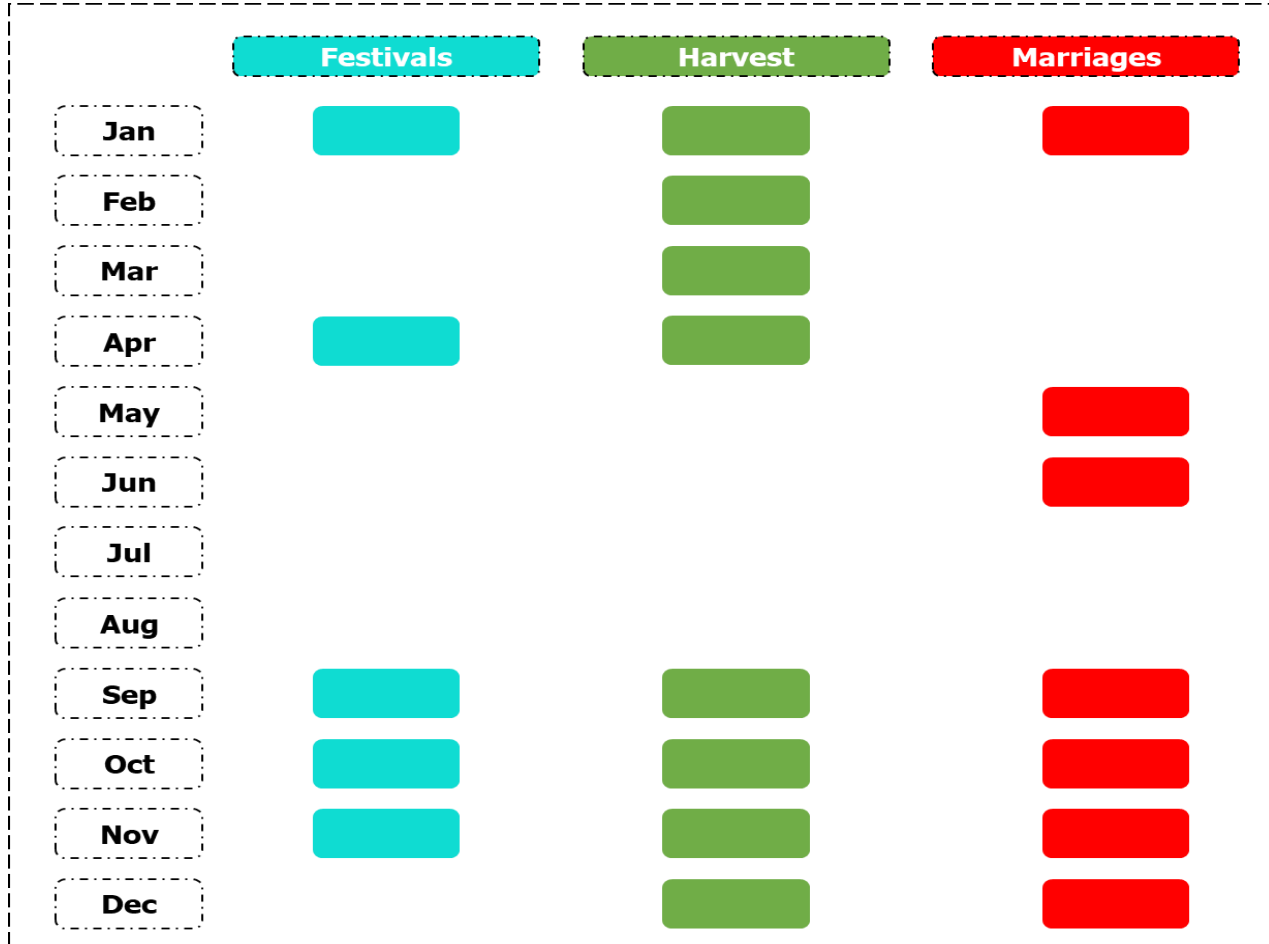 Festivals Harvest Marriages
Jan
Feb
Mar
Apr
May
Jun
Jul
Aug
Sep
Oct
Nov
Dec